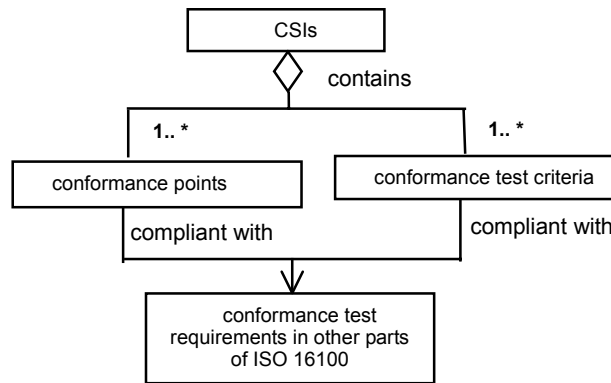 CSIs
contains
1.. *
1.. *
conformance points
conformance test criteria
compliant with
compliant with
conformance test
requirements in other parts
of ISO 16100